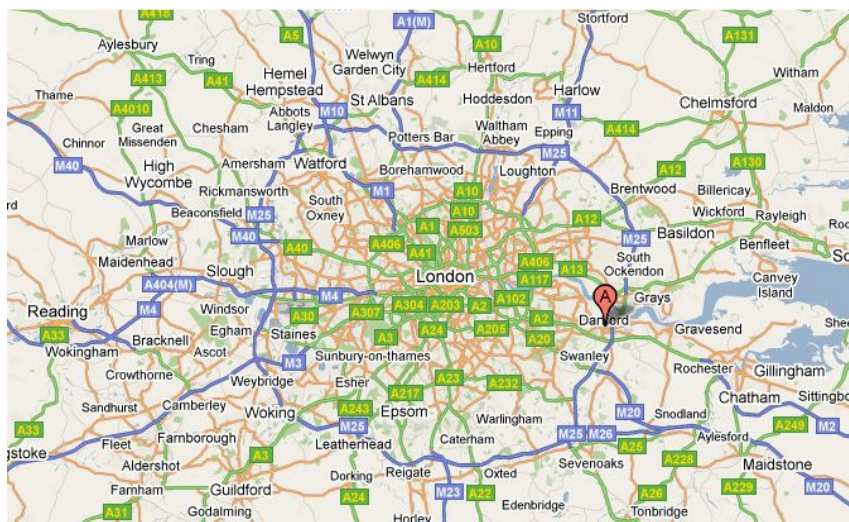 A418
A5
A1(M)
A10
Stortford
A131
Aylesbury
Tring
Welwyn
Garden City
Hertford
Witham
A413
A41
Hemel
Hempstead
A414
Harlow
Thame
A4010
St Albans
Hoddesdon
Chelmsford
Maldon
Great
Missenden
Chesham
Abbots
Langley
M10
Waltham
Abbey
M11
A414
Chinnor
Potters Bar
Epping
M40
High
Wycombe
Amersham
Watford
Borehamwood
M25
Loughton
A12
A130
Rickmansworth
M1
A10
Brentwood
Billericay
Beaconsfield
M25
South
Oxney
A10
A12
Wickford
Rayleigh
Marlow
M40
A40
A406
A1
A503
M25
Basildon
Benfleet
Maidenhead
A41
A406
South
Ockendon
Slough
London
A13
Canvey
Island
A404(M)
A117
Reading
M4
Windsor
M4
A307
A304
A203
A2
A102
A
Grays
A33
Egham
A30
Staines
A24
A205
A2
Dartford
Gravesend
Wokingham
Bracknell
Ascot
A3
A20
Swanley
M3
Sunbury-on-thames
Rochester
Gillingham
Crowthorne
Weybridge
Esher
A23
A232
Chatham
Sittingbo
Sandhurst
Camberley
Woking
A217
A243
Epsom
Warlingham
M20
Snodland
A249
M2
A33
Fleet
Farnborough
M25
Leatherhead
Caterham
M25
M26
A25
Aylesford
gstoke
Aldershot
A3
Dorking
Reigate
Oxted
Sevenoaks
A228
Maidstone
Farnham
Guildford
A24
M23
A22
Edenbridge
A26
A229
M20
A31
Godalming
Horley
Tonbridge